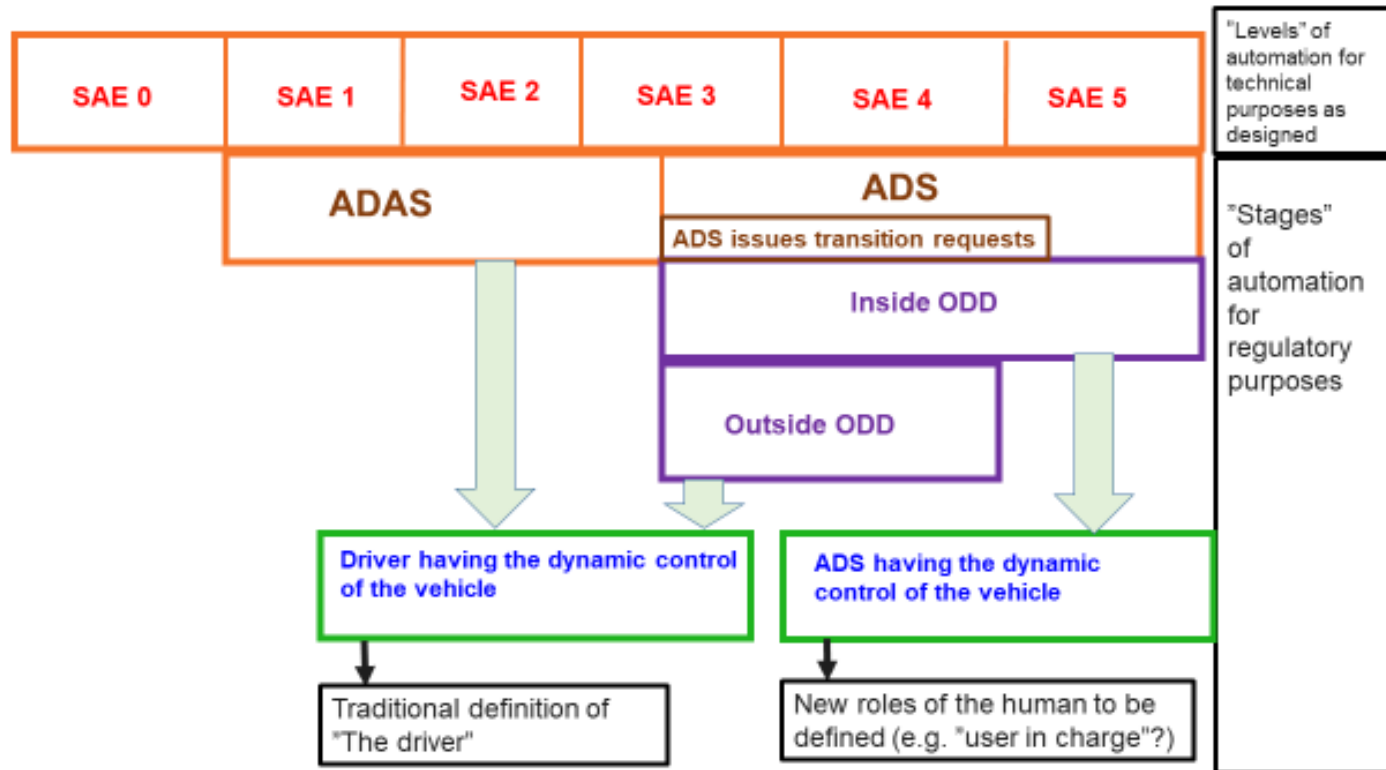 SAE 0
SAE 1
SAE 2
SAE 3
SAE 4
SAE 5
"Levels" of
automation for
technical
purposes as
designed
ADAS
ADS
ADS issues transition requests
Inside ODD
Outside ODD
"Stages"
of
automation
for
regulatory
purposes
Driver having the dynamic control
of the vehicle
ADS having the dynamic
control of the vehicle
Traditional definition of
"The driver"
New roles of the human to be
defined (e.g. "user in charge"?)